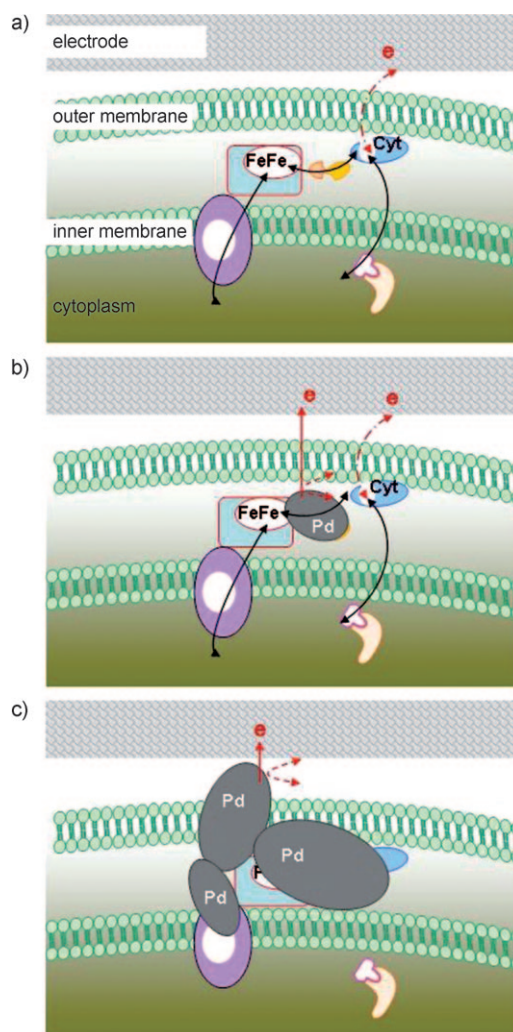 a)
electrode
e
outer membrane
Cyt
FeFe
inner membrane
cytoplasm
b)
e
e
FeFe
Cyt
Pd
c)
e
Pd
Pd
F
Pd